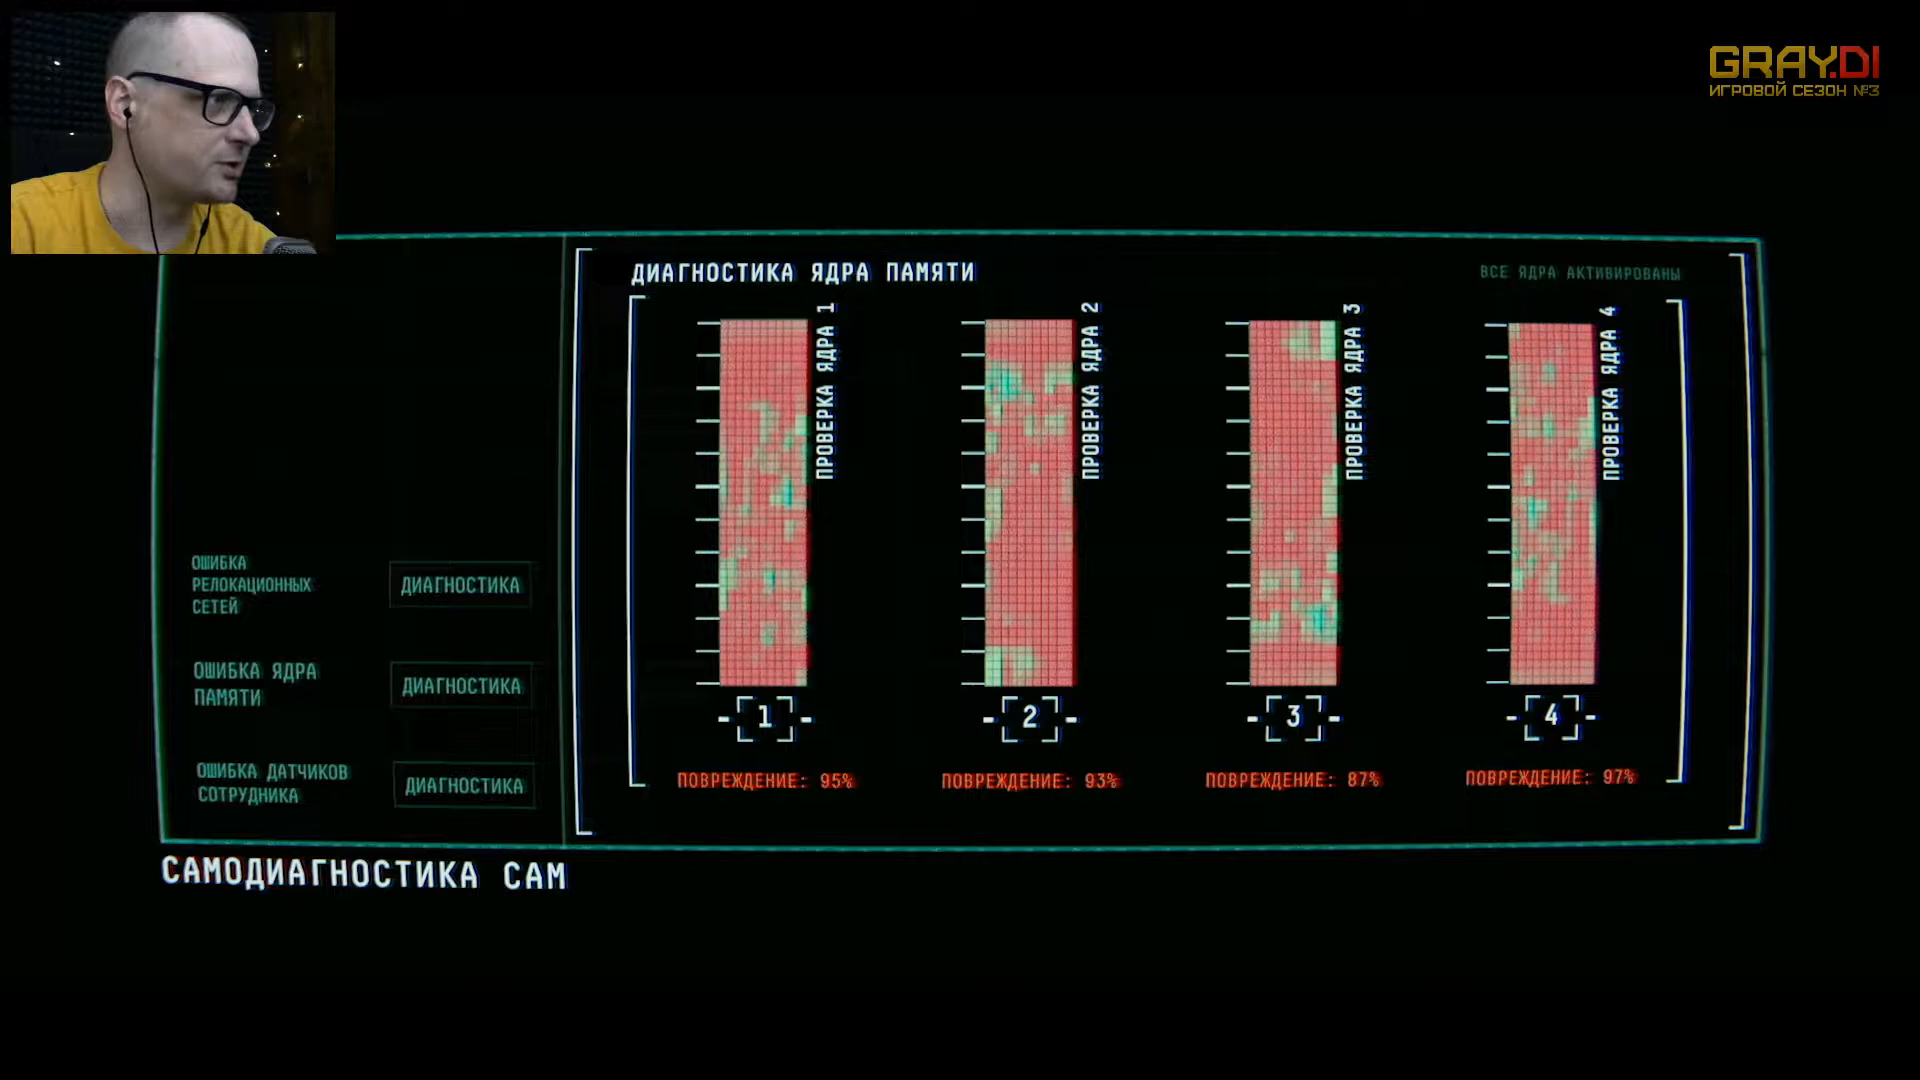 GRAY.DI
ИГРОВОЙ СЕЗОН №3
ДИАГНОСТИКА ЯДРА ПАМЯТИ
ВСЕ ЯДРА АКТИВИРОВАНЫ
ПРОВЕРКА ЯДРА 1
ПРОВЕРКА ЯДРА 2
ПРОВЕРКА ЯДРА 3
ПРОВЕРКА ЯДРА 4
ОШИБКА
РЕЛОКАЦИОННЫХ
СЕТЕЙ
ДИАГНОСТИКА
ОШИБКА ЯДРА
ПАМЯТИ
ДИАГНОСТИКА
ОШИБКА ДАТЧИКОВ
СОТРУДНИКА
ДИАГНОСТИКА
1
2
3
4
ПОВРЕЖДЕНИЕ: 95%
ПОВРЕЖДЕНИЕ: 93%
ПОВРЕЖДЕНИЕ: 87%
ПОВРЕЖДЕНИЕ: 97%
САМОДИАГНОСТИКА САМ